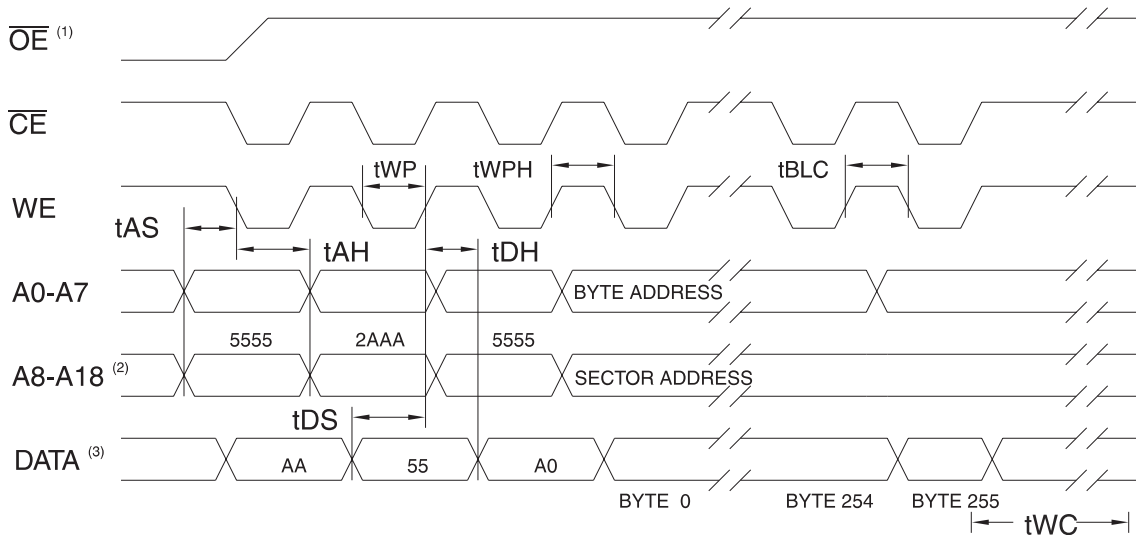 OE (1)
CE
tWP tWPH tBLC
WE
tAS
tAH tDH
A0-A7 BYTE ADDRESS
5555 2AAA 5555
A8-A18 (2) SECTOR ADDRESS
tDS
DATA (3) AA 55 A0
BYTE 0 BYTE 254 BYTE 255
tWC